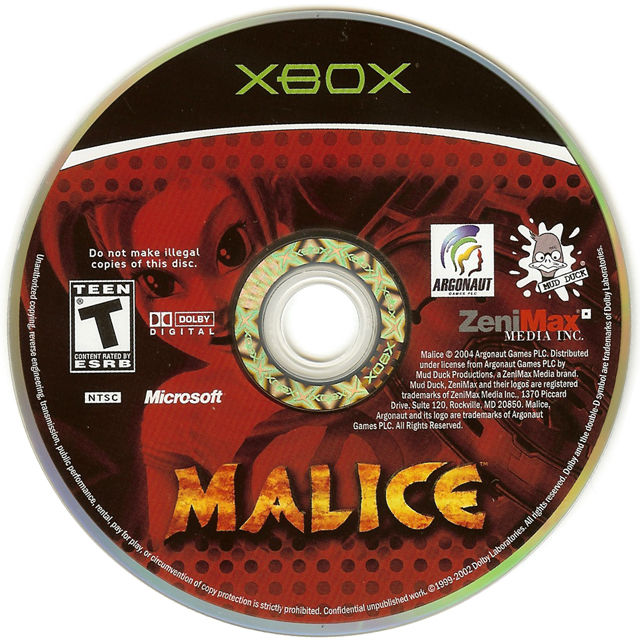 XBOX
Do not make illegal
copies of this disc.
TEEN
T
CONTENT RATED BY
ESRB
DOLBY
DIGITAL
NTSC
Microsoft
ARGONAUT
GAMES PLC
MUD DUCK
ZeniMax
MEDIA INC.
Malice © 2004 Argonaut Games PLC. Distributed
under license from Argonaut Games PLC by
Mud Duck Productions, a ZeniMax Media brand.
Mud Duck, ZeniMax and their logos are registered
trademarks of ZeniMax Media Inc., 1370 Piccard
Drive. Suite 120, Rockville, MD 20850. Malice,
Argonaut and its logo are trademarks of Argonaut
Games PLC. All Rights Reserved.
XBOX
MALICE™
Unauthorized copying, reverse engineering, transmission, public performance, rental, pay for play, or circumvention of copy protection is strictly prohibited. Confidential unpublished work. ©1999-2002 Dolby Laboratories. All rights reserved. Dolby and the double-D symbol are trademarks of Dolby Laboratories.